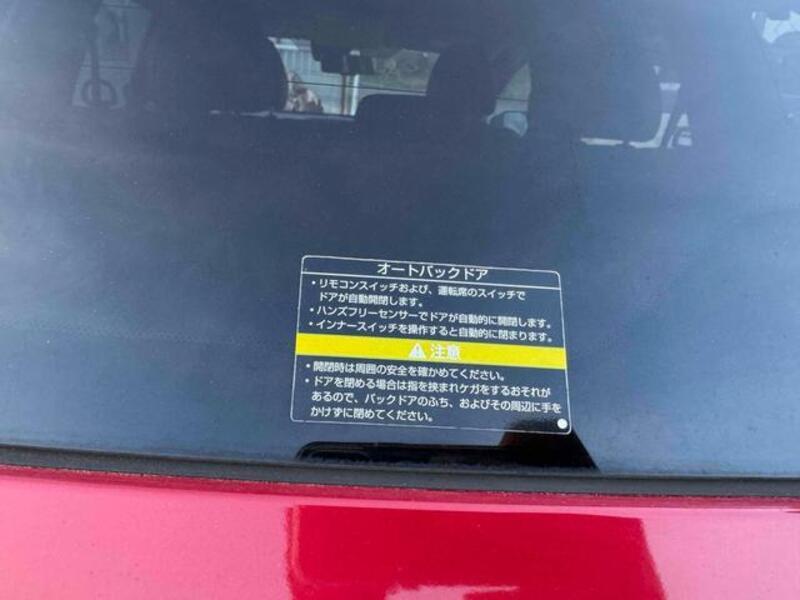 オートバックドア
・リモコンスイッチおよび、運転席のスイッチで
ドアが自動開閉します。
・ハンズフリーセンサーでドアが自動的に開閉します。
・インナースイッチを操作すると自動的に閉まります。
注意
・開閉時は周囲の安全を確かめてください。
・ドアを閉める場合は指を挟まれケガをするおそれが
あるので、バックドアのふち、およびその周辺に手を
かけずに閉めてください。